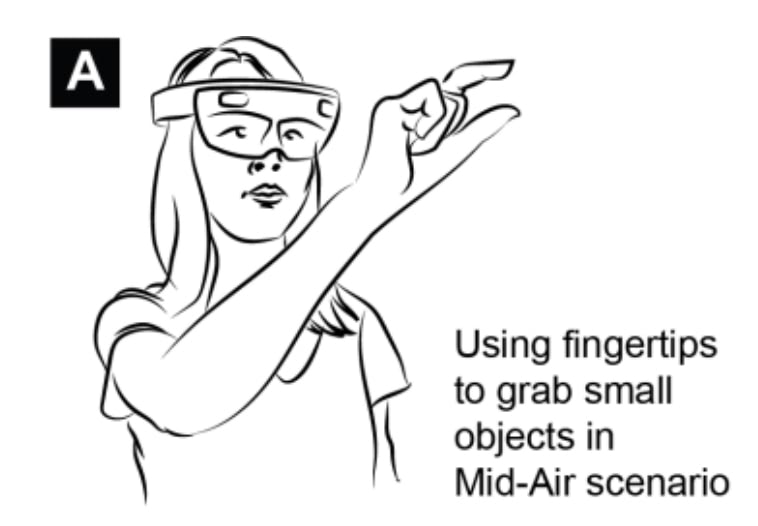 A
Using fingertips
to grab small
objects in
Mid-Air scenario